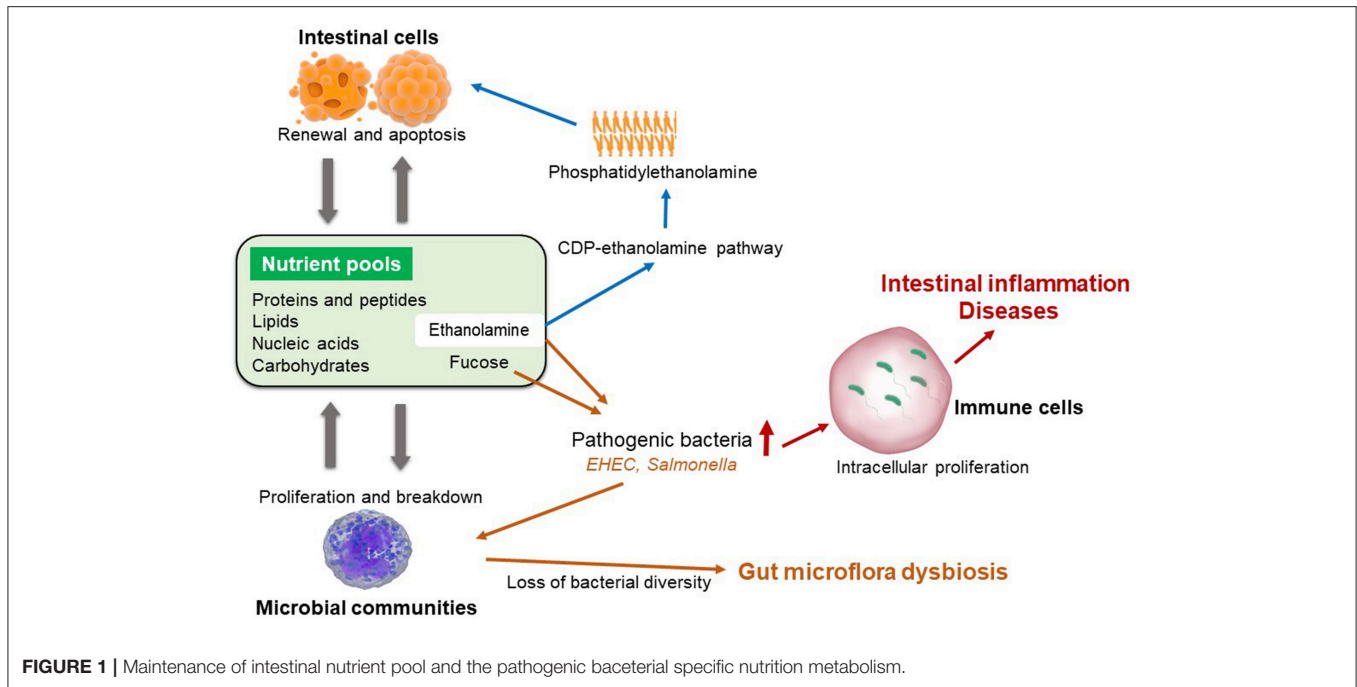 Intestinal cells
Renewal and apoptosis
Phosphatidylethanolamine
CDP-ethanolamine pathway
Nutrient pools
Proteins and peptides
Lipids
Nucleic acids
Carbohydrates
Ethanolamine
Fucose
Intestinal inflammation
Diseases
Immune cells
Intracellular proliferation
Pathogenic bacteria
EHEC, Salmonella
Proliferation and breakdown
Microbial communities
Loss of bacterial diversity
Gut microflora dysbiosis
FIGURE 1 | Maintenance of intestinal nutrient pool and the pathogenic baceterial specific nutrition metabolism.